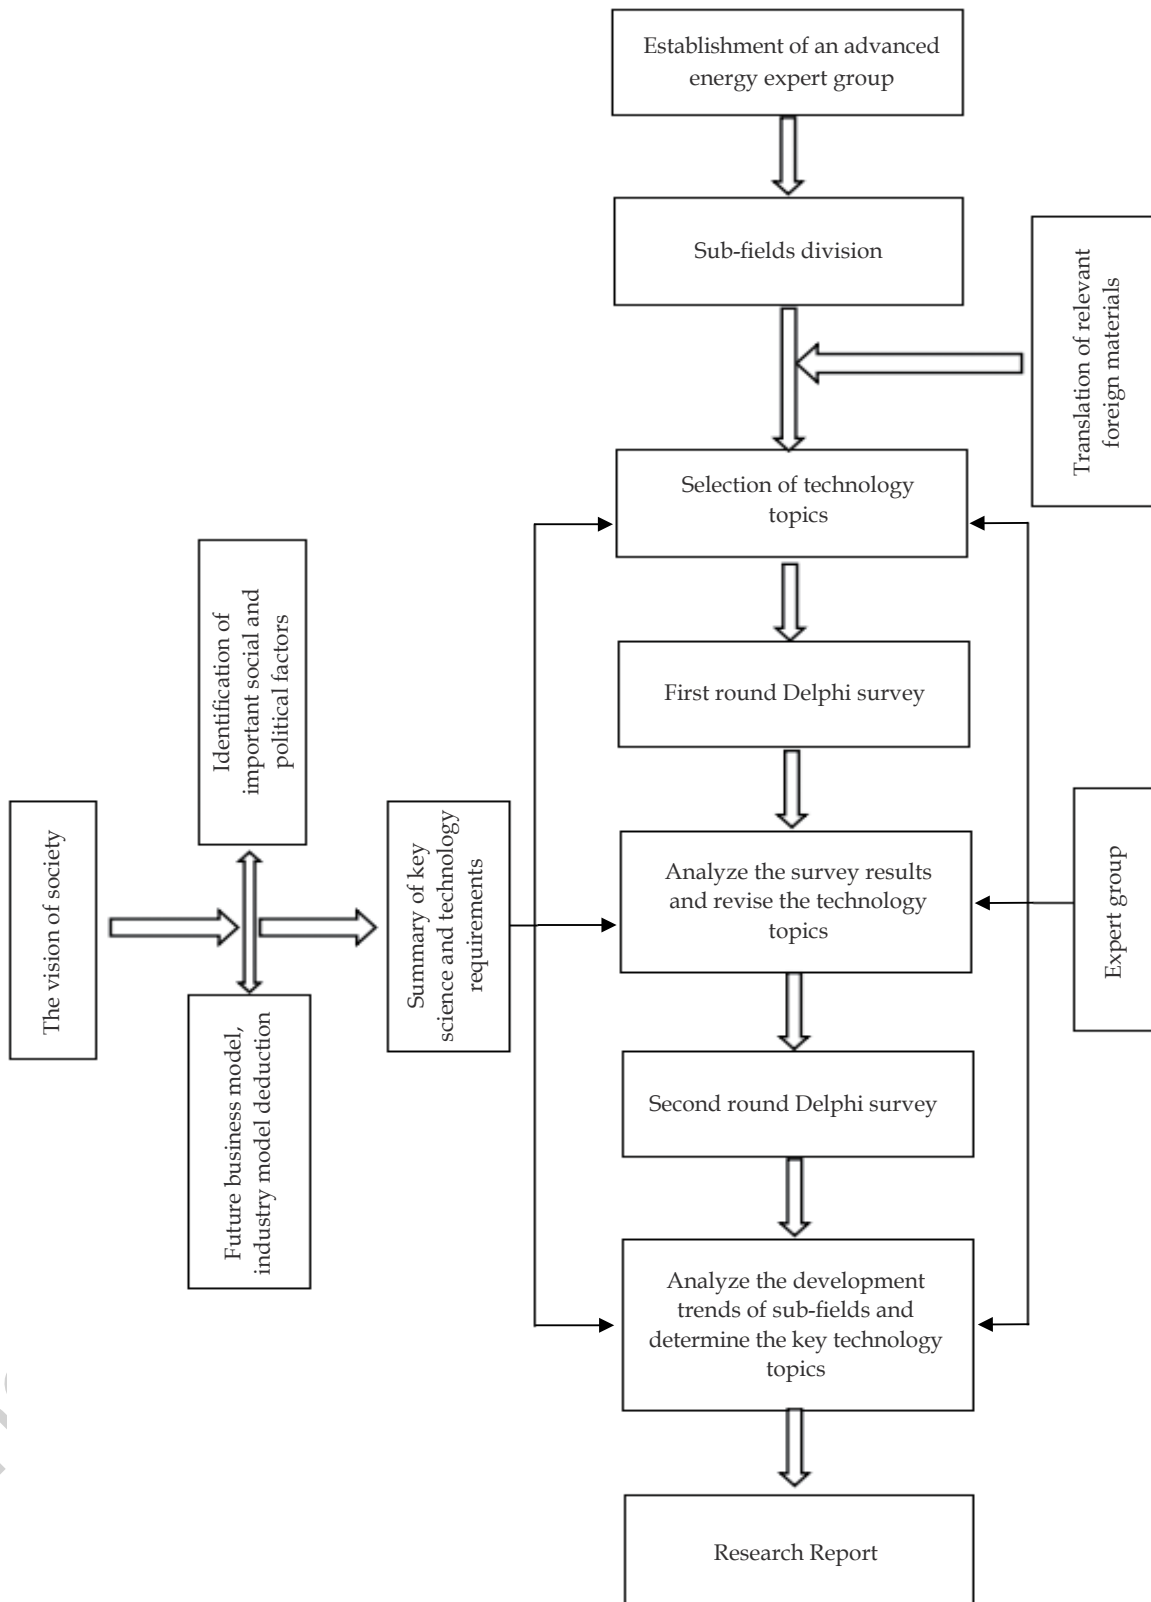 Establishment of an advanced
energy expert group
Sub-fields division
Translation of relevant
foreign materials
Selection of technology
topics
Identification of
important social and
political factors
First round Delphi survey
The vision of society
Summary of key
science and technology
requirements
Analyze the survey results
and revise the technology
topics
Expert group
Future business model,
industry model deduction
Second round Delphi survey
Analyze the development
trends of sub-fields and
determine the key technology
topics
Research Report